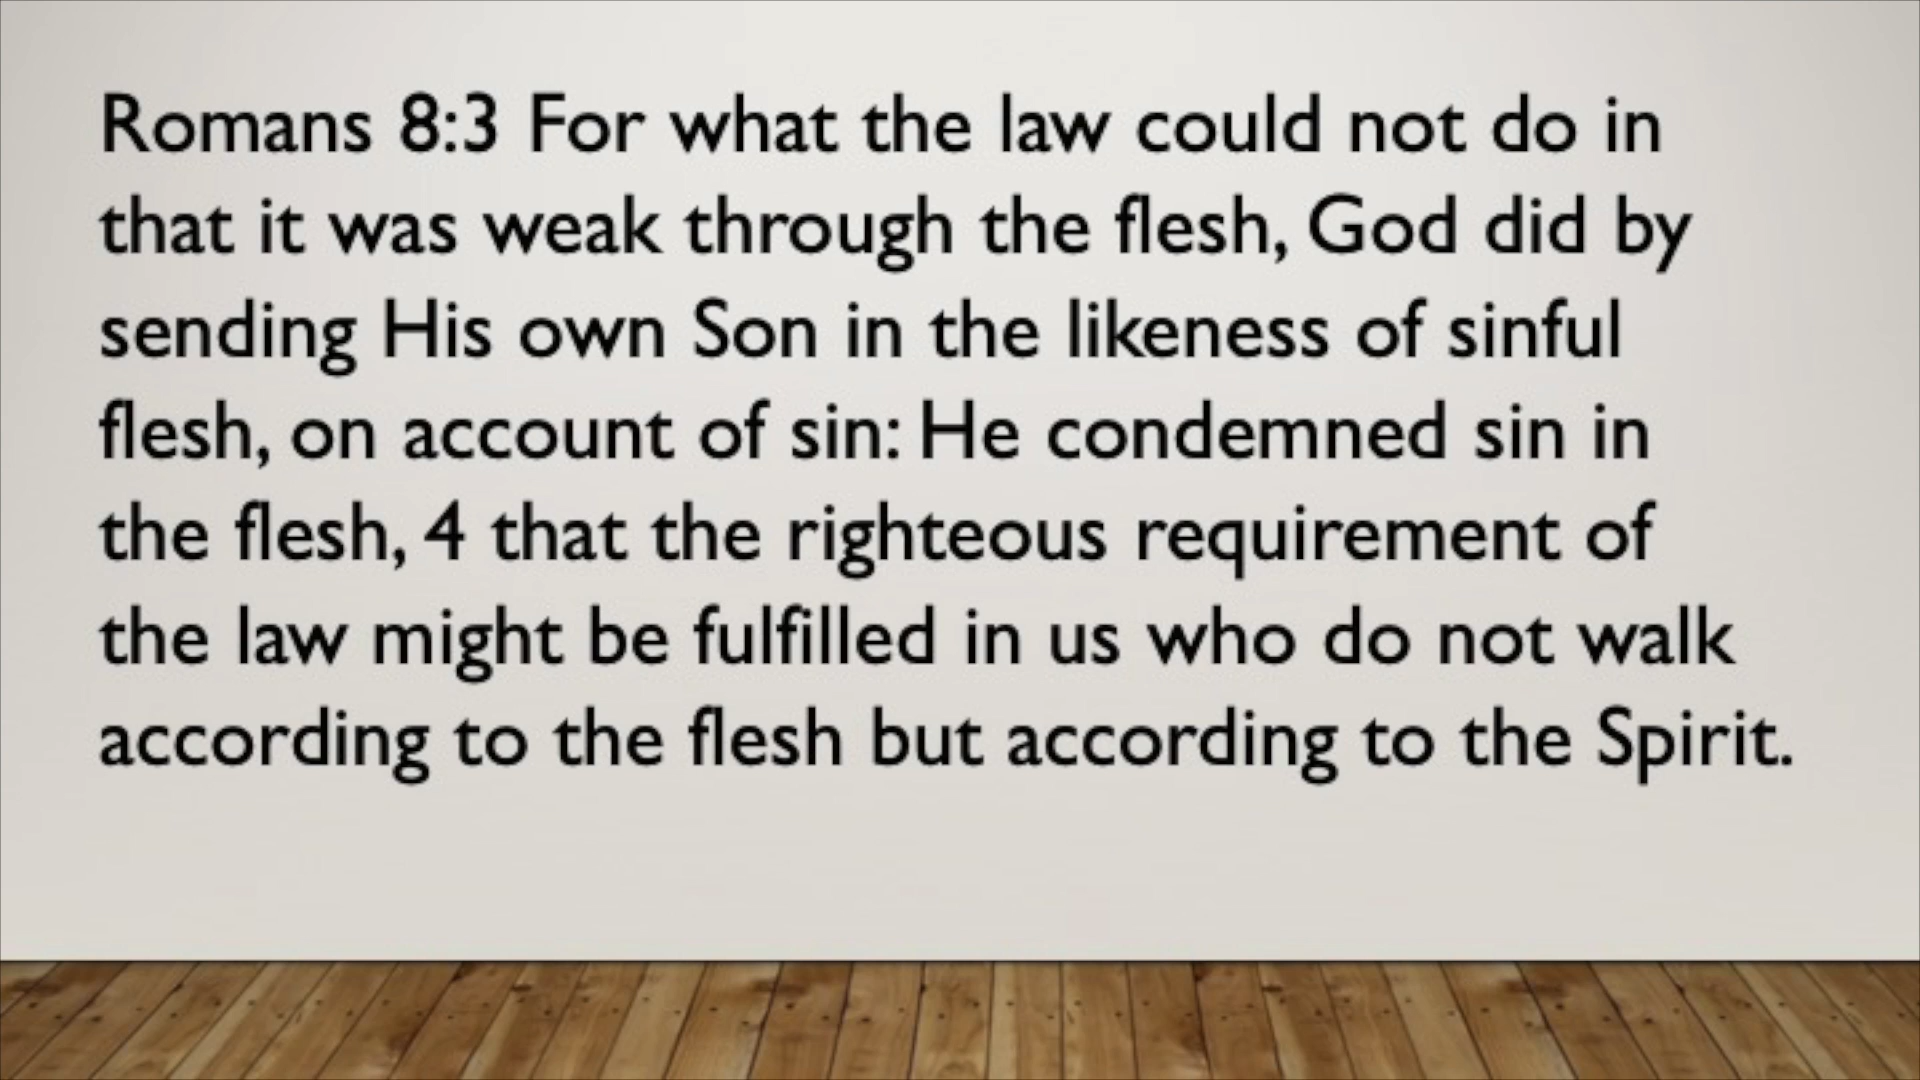 Romans 8:3 For what the law could not do in
that it was weak through the flesh, God did by
sending His own Son in the likeness of sinful
flesh, on account of sin: He condemned sin in
the flesh, 4 that the righteous requirement of
the law might be fulfilled in us who do not walk
according to the flesh but according to the Spirit.